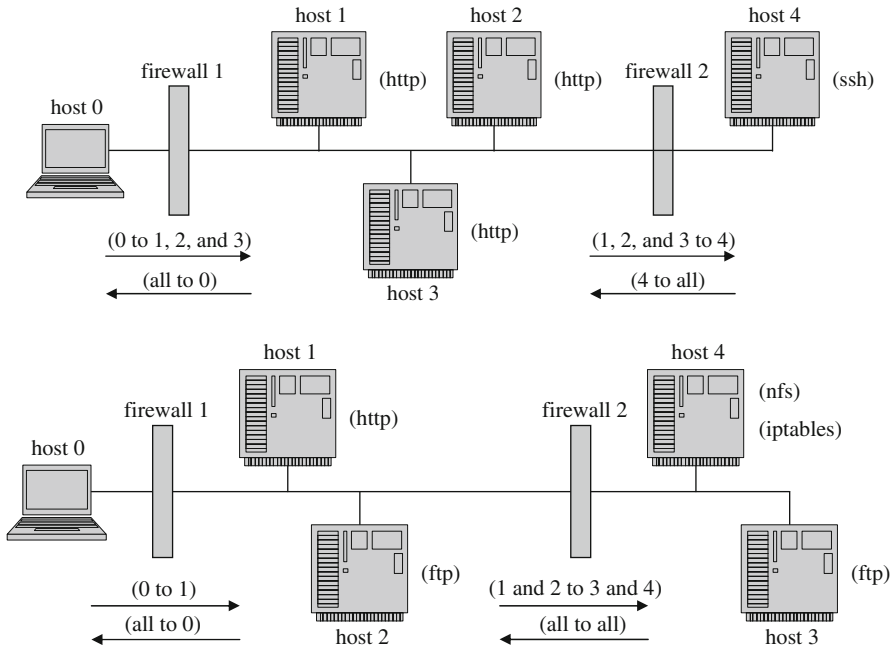 host 1
host 2
host 4
firewall 1
(http)
(http)
firewall 2
(ssh)
host 0
(0 to 1, 2, and 3)
(http)
(1, 2, and 3 to 4)
(all to 0)
(4 to all)
host 3
host 1
host 4
firewall 1
(http)
firewall 2
(nfs)
(iptables)
host 0
(0 to 1)
(ftp)
(1 and 2 to 3 and 4)
(ftp)
(all to 0)
(all to all)
host 2
host 3